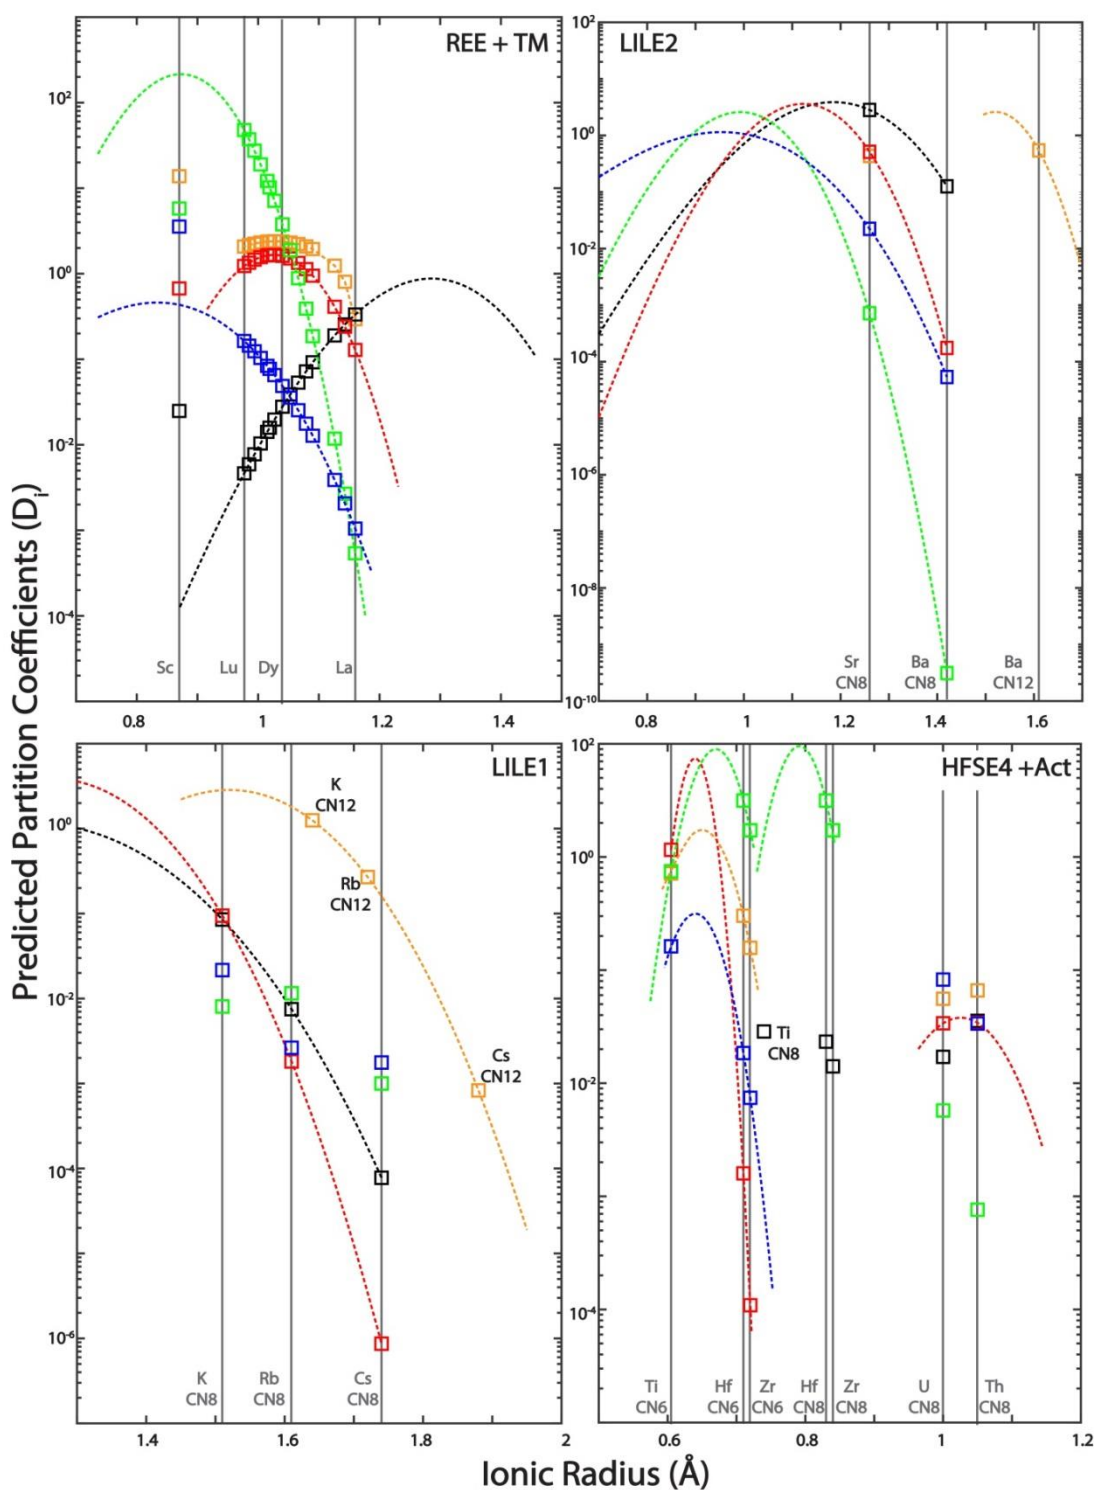 REE + TM
LILE2
10²
10⁰
10⁻²
10⁻⁴
10²
10⁰
10⁻²
10⁻⁴
10⁻⁶
10⁻⁸
10⁻¹⁰
Sc
Lu
Dy
La
Sr
CN8
Ba
CN8
Ba
CN12
0.8
1
1.2
1.4
0.8
1
1.2
1.4
1.6
Predicted Partition Coefficients (Dᵢ)
LILE1
HFSE4 +Act
10⁰
10⁻²
10⁻⁴
10⁻⁶
10²
10⁰
10⁻²
10⁻⁴
K
CN12
Rb
CN12
Cs
CN12
Ti
CN8
K
CN8
Rb
CN8
Cs
CN8
Ti
CN6
Hf
CN6
Zr
CN6
Hf
CN8
Zr
CN8
U
CN8
Th
CN8
1.4
1.6
1.8
2
0.6
0.8
1
1.2
Ionic Radius (Å)